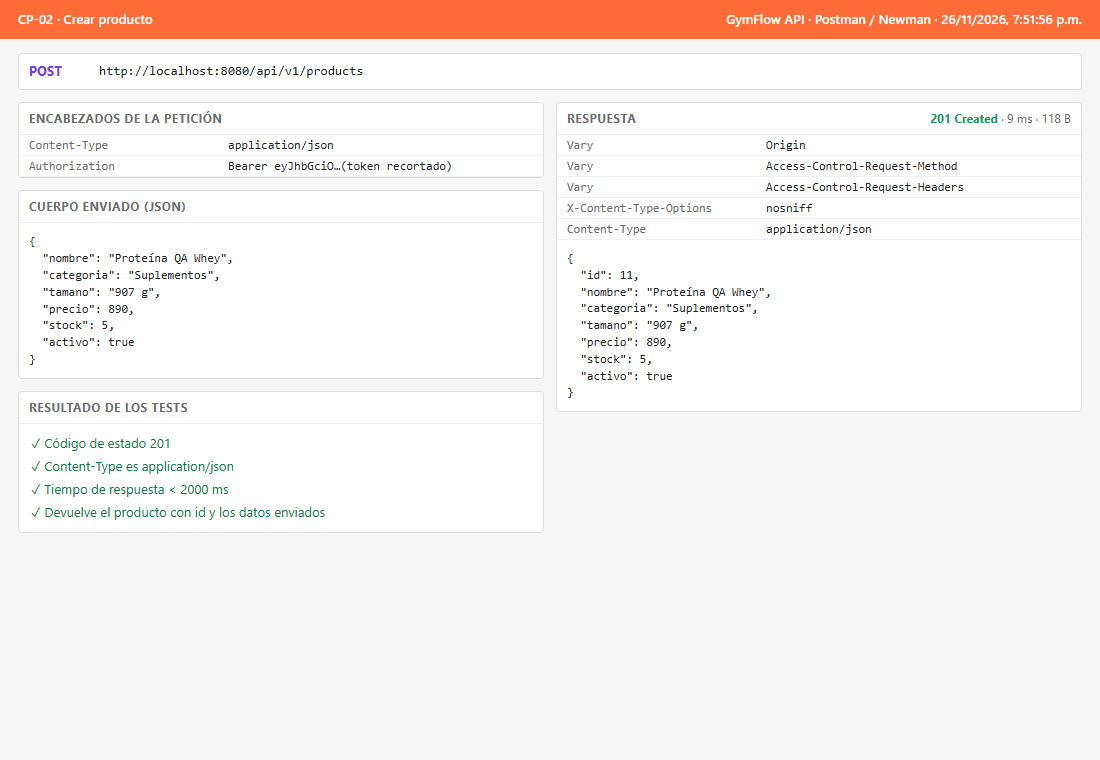 CP-02 · Crear producto
GymFlow API · Postman / Newman · 26/11/2026, 7:51:56 p.m.
POST http://localhost:8080/api/v1/products
ENCABEZADOS DE LA PETICIÓN
Content-Type application/json
Authorization Bearer eyJhbGciO…(token recortado)
CUERPO ENVIADO (JSON)
{
  "nombre": "Proteína QA Whey",
  "categoria": "Suplementos",
  "tamano": "907 g",
  "precio": 890,
  "stock": 5,
  "activo": true
}
RESULTADO DE LOS TESTS
✓ Código de estado 201
✓ Content-Type es application/json
✓ Tiempo de respuesta < 2000 ms
✓ Devuelve el producto con id y los datos enviados
RESPUESTA 201 Created · 9 ms · 118 B
Vary Origin
Vary Access-Control-Request-Method
Vary Access-Control-Request-Headers
X-Content-Type-Options nosniff
Content-Type application/json
{
  "id": 11,
  "nombre": "Proteína QA Whey",
  "categoria": "Suplementos",
  "tamano": "907 g",
  "precio": 890,
  "stock": 5,
  "activo": true
}